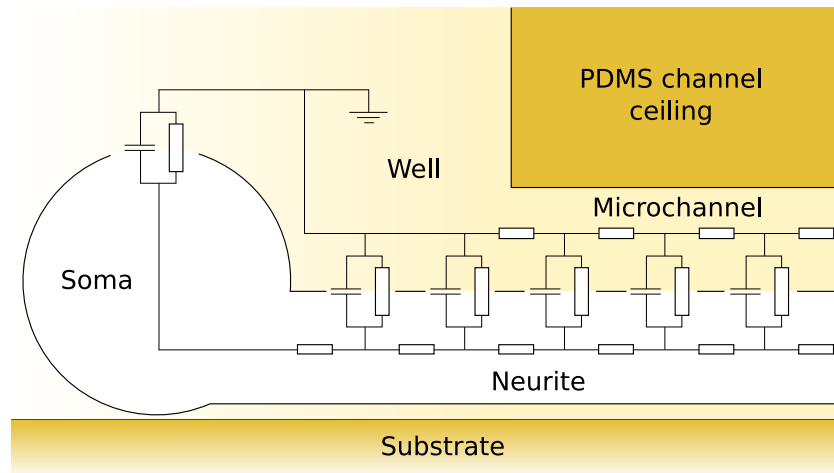 PDMS channel
ceiling
Well
Microchannel
Soma
Neurite
Substrate